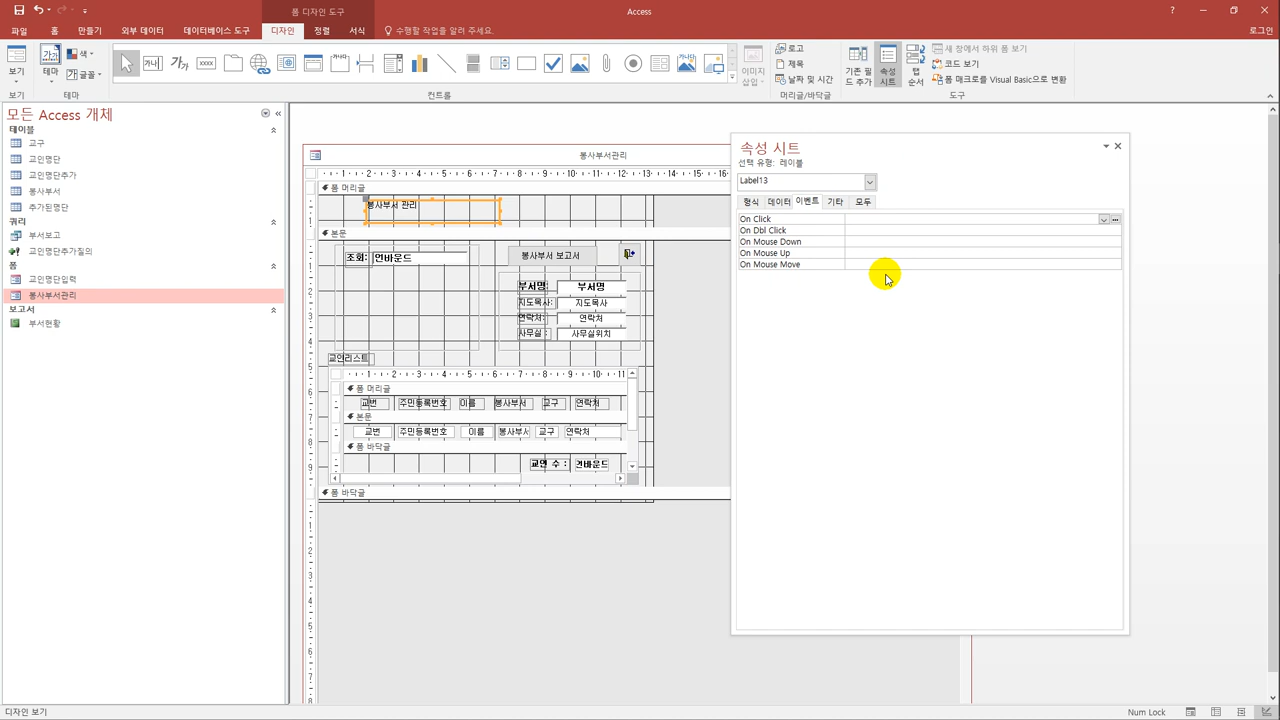 폼 디자인 도구
Access
?
파일
홈
만들기
외부 데이터
데이터베이스 도구
디자인
정렬
서식
수행할 작업을 알려 주세요.
로그인
보기
테마
색
글꼴
이미지
삽입
로고
제목
날짜 및 시간
기존 필
드 추가
속성
시트
탭
순서
새 창에서 하위 폼 보기
코드 보기
폼 매크로를 Visual Basic으로 변환
보기
테마
컨트롤
머리글/바닥글
도구
모든 Access 개체
테이블
교구
교인명단
교인명단추가
봉사부서
추가된명단
쿼리
부서보고
교인명단추가질의
폼
교인명단입력
봉사부서관리
보고서
부서현황
봉사부서관리
폼 머리글
봉사부서 관리
본문
조회:
언바운드
봉사부서 보고서
부서명:
부서명
지도목사:
지도목사
연락처:
연락처
사무실 :
사무실위치
교인리스트
폼 머리글
교번
주민등록번호
이름
봉사부서
교구
연락처
본문
교번
주민등록번호
이름
봉사부서
교구
연락처
폼 바닥글
교인 수 :
언바운드
폼 바닥글
속성 시트
선택 유형: 레이블
Label13
형식
데이터
이벤트
기타
모두
On Click
On Dbl Click
On Mouse Down
On Mouse Up
On Mouse Move
디자인 보기
Num Lock